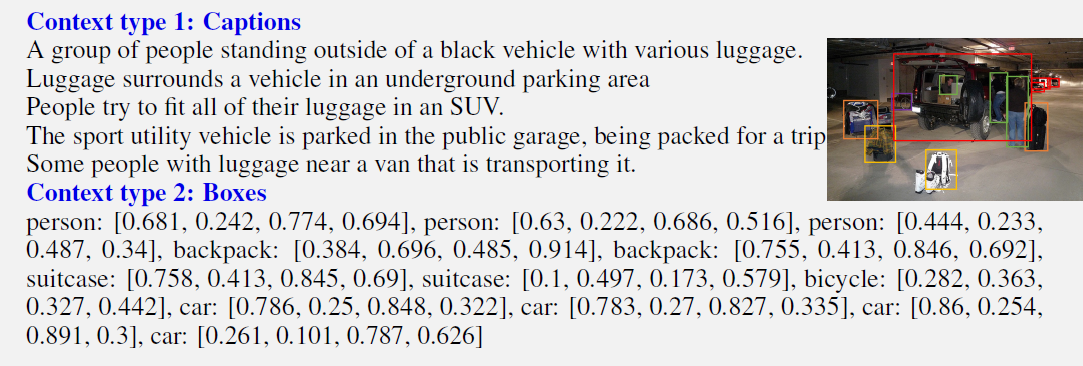 Context type 1: Captions
A group of people standing outside of a black vehicle with various luggage.
Luggage surrounds a vehicle in an underground parking area
People try to fit all of their luggage in an SUV.
The sport utility vehicle is parked in the public garage, being packed for a trip
Some people with luggage near a van that is transporting it.
Context type 2: Boxes
person: [0.681, 0.242, 0.774, 0.694], person: [0.63, 0.222, 0.686, 0.516], person: [0.444, 0.233,
0.487, 0.34], backpack: [0.384, 0.696, 0.485, 0.914], backpack: [0.755, 0.413, 0.846, 0.692],
suitcase: [0.758, 0.413, 0.845, 0.69], suitcase: [0.1, 0.497, 0.173, 0.579], bicycle: [0.282, 0.363,
0.327, 0.442], car: [0.786, 0.25, 0.848, 0.322], car: [0.783, 0.27, 0.827, 0.335], car: [0.86, 0.254,
0.891, 0.3], car: [0.261, 0.101, 0.787, 0.626]